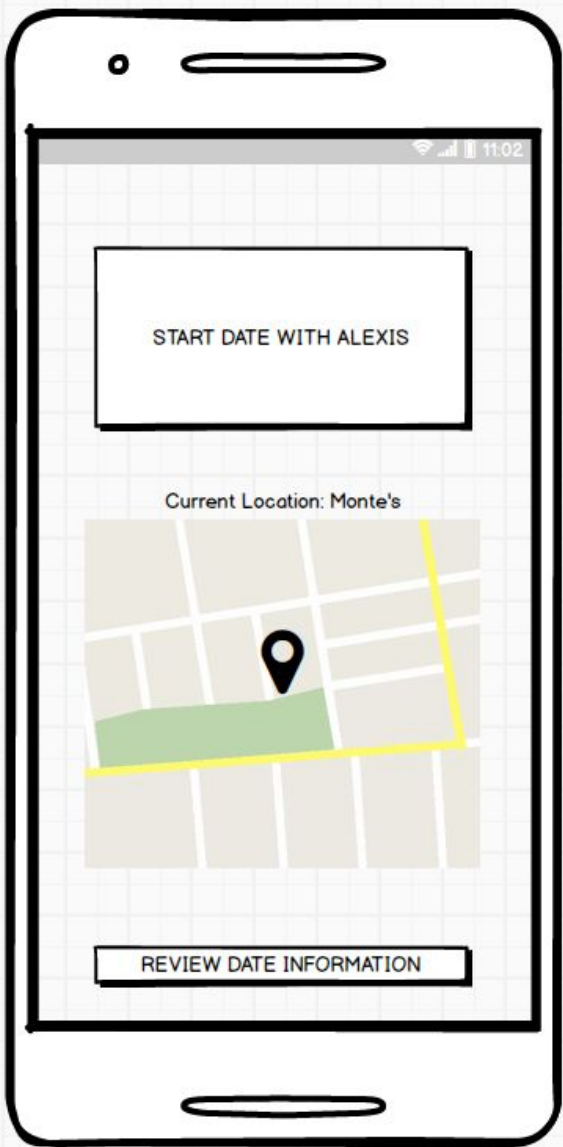 11:02
START DATE WITH ALEXIS
Current Location: Monte's
REVIEW DATE INFORMATION